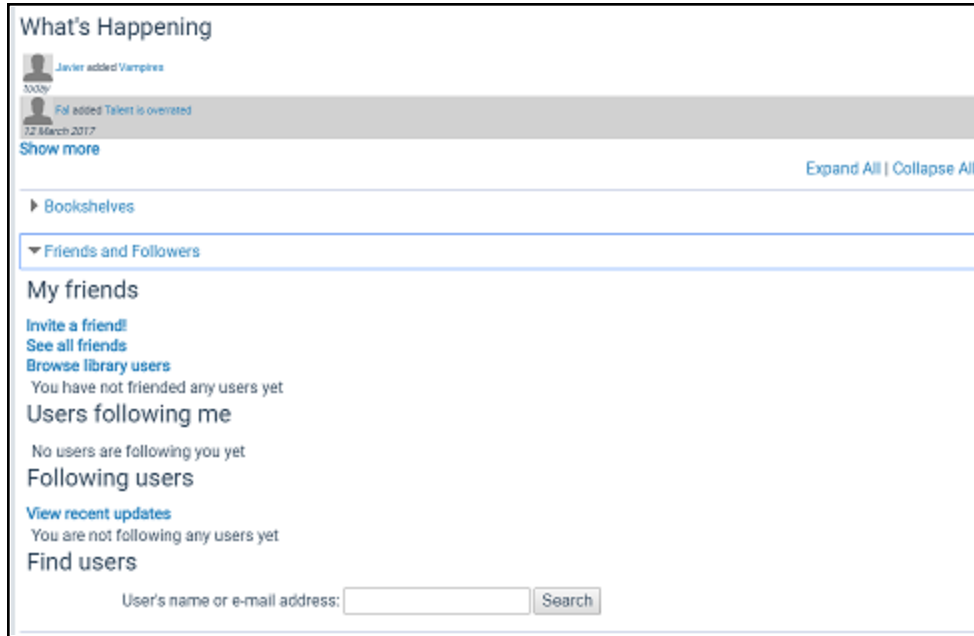 What's Happening
Javier added Vampires
today
Fal added Talent is overrated
12 March 2017
Show more
Expand All | Collapse All
Bookshelves
Friends and Followers
My friends
Invite a friend!
See all friends
Browse library users
You have not friended any users yet
Users following me
No users are following you yet
Following users
View recent updates
You are not following any users yet
Find users
User's name or e-mail address: Search